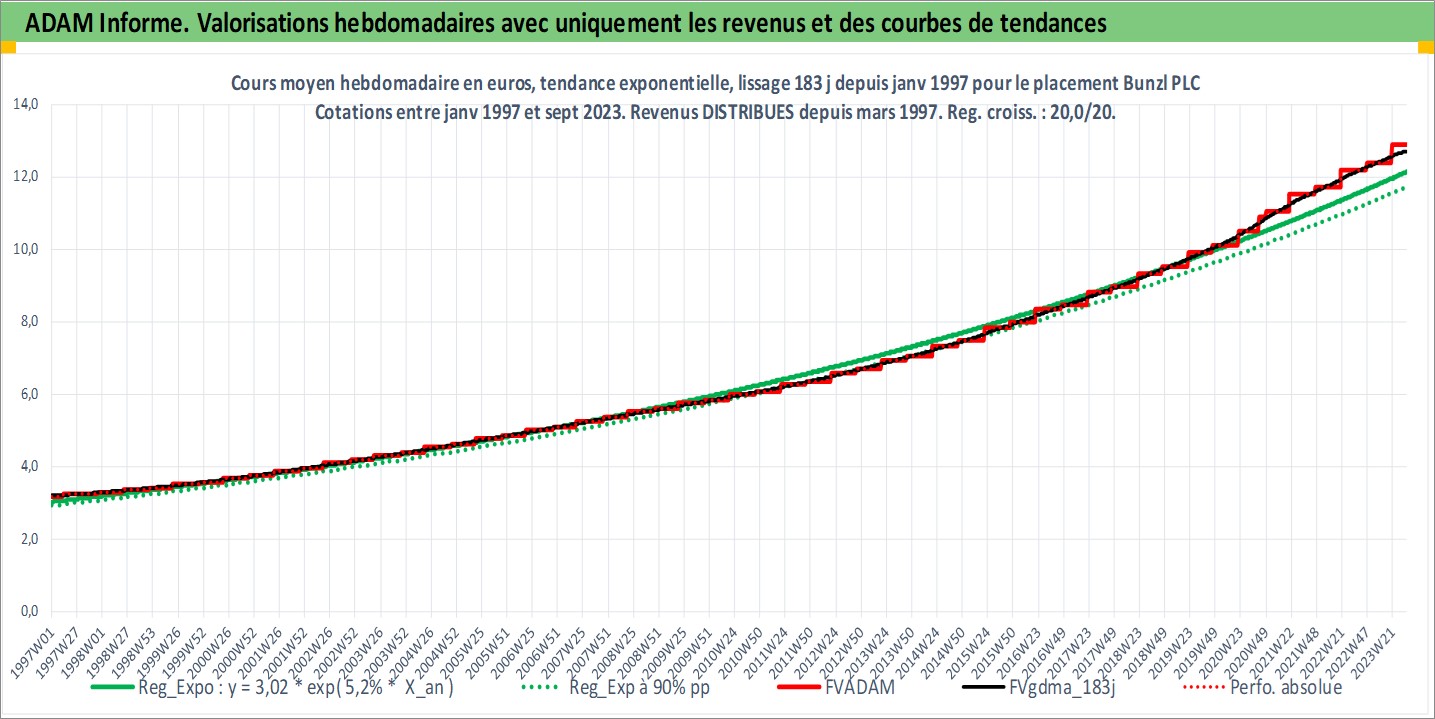 ADAM Informe. Valorisations hebdomadaires avec uniquement les revenus et des courbes de tendances
Cours moyen hebdomadaire en euros, tendance exponentielle, lissage 183 j depuis janv 1997 pour le placement Bunzl PLC
Cotations entre janv 1997 et sept 2023. Revenus DISTRIBUES depuis mars 1997. Reg. croiss. : 20,0/20.
14,0
12,0
10,0
8,0
6,0
4,0
2,0
0,0
1997W01
1997W27
1998W01
1998W27
1998W53
1999W26
1999W52
2000W26
2000W52
2001W26
2001W52
2002W26
2002W52
2003W26
2003W52
2004W26
2004W52
2005W25
2005W51
2006W25
2006W51
2007W25
2007W51
2008W25
2008W51
2009W25
2009W51
2010W24
2010W50
2011W24
2011W50
2012W24
2012W50
2013W24
2013W50
2014W24
2014W50
2015W24
2015W50
2016W23
2016W49
2017W23
2017W49
2018W23
2018W49
2019W23
2019W49
2020W23
2020W49
2021W22
2021W48
2022W21
2022W47
2023W21
Reg_Expo : y = 3,02 * exp( 5,2% * X_an )
Reg_Exp à 90% pp
FVADAM
FVgdma_183j
Perfo. absolue